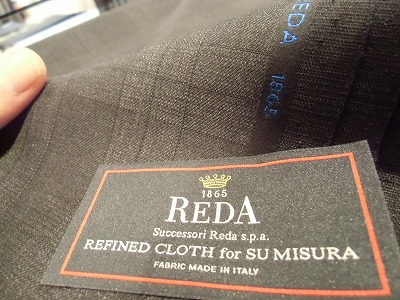 REDA 1865
1865
REDA
Successori Reda s.p.a.
REFINED CLOTH for SU MISURA
FABRIC MADE IN ITALY